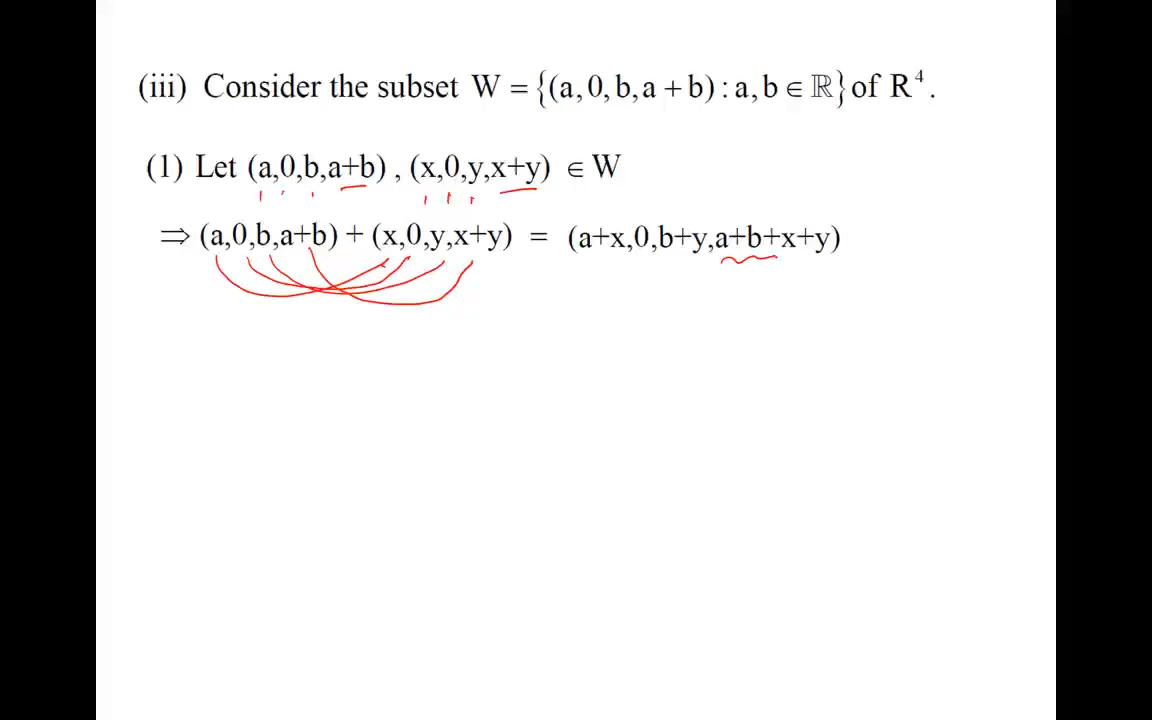 (iii) Consider the subset W = {(a, 0, b, a + b) : a, b ∈ ℝ} of R⁴.
(1) Let (a,0,b,a+b) , (x,0,y,x+y) ∈ W
⇒ (a,0,b,a+b) + (x,0,y,x+y) = (a+x,0,b+y,a+b+x+y)